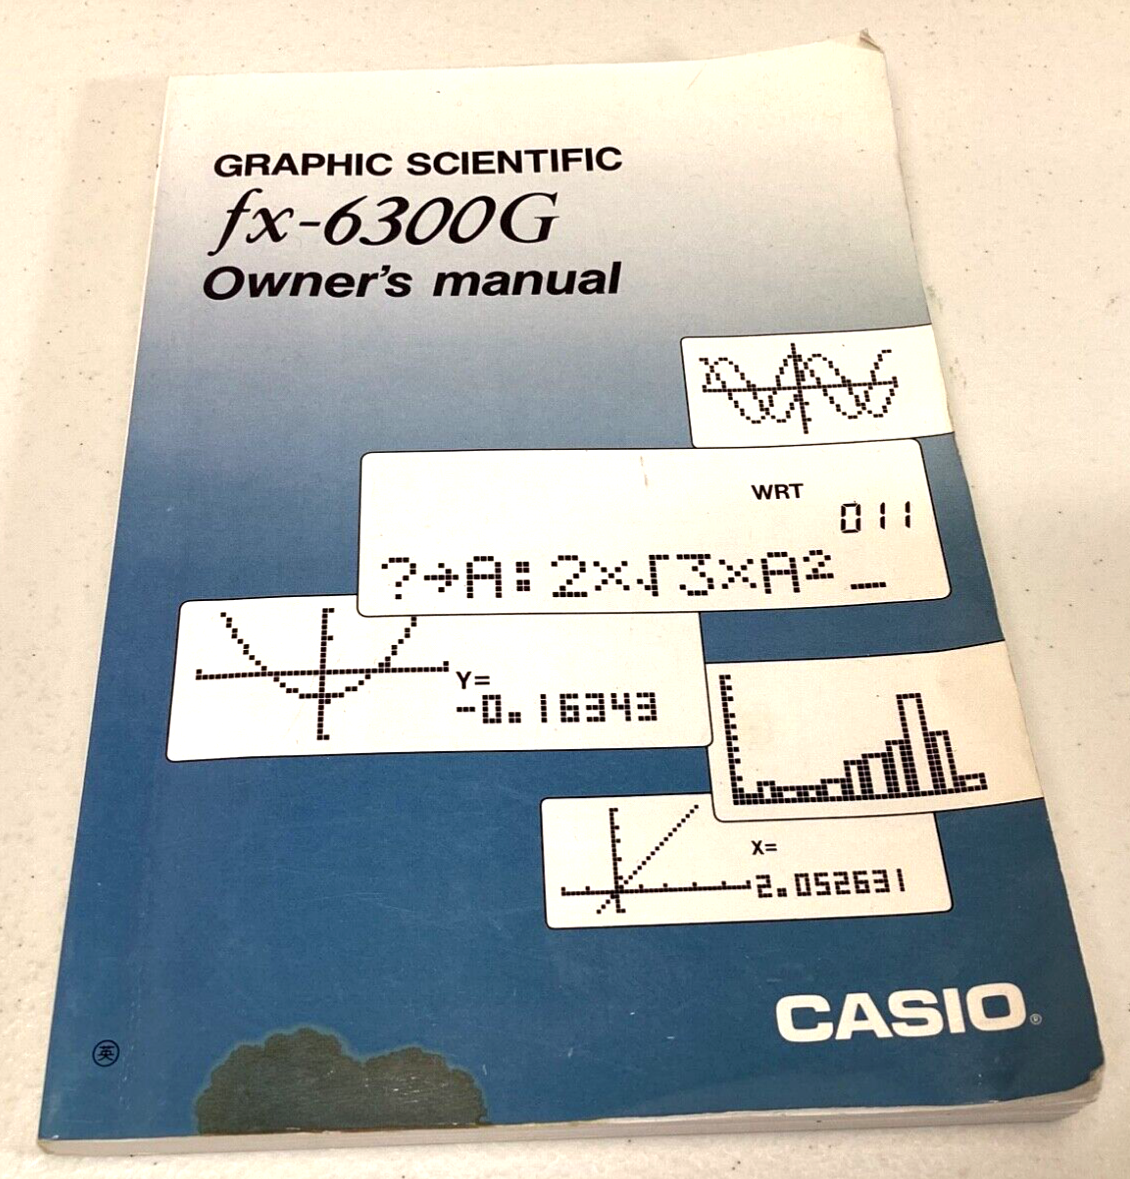 GRAPHIC SCIENTIFIC
fx-6300G
Owner's manual
WRT
011
?→A:2×√3×A²_
Y=
-0.16343
X=
2.052631
CASIO®
英